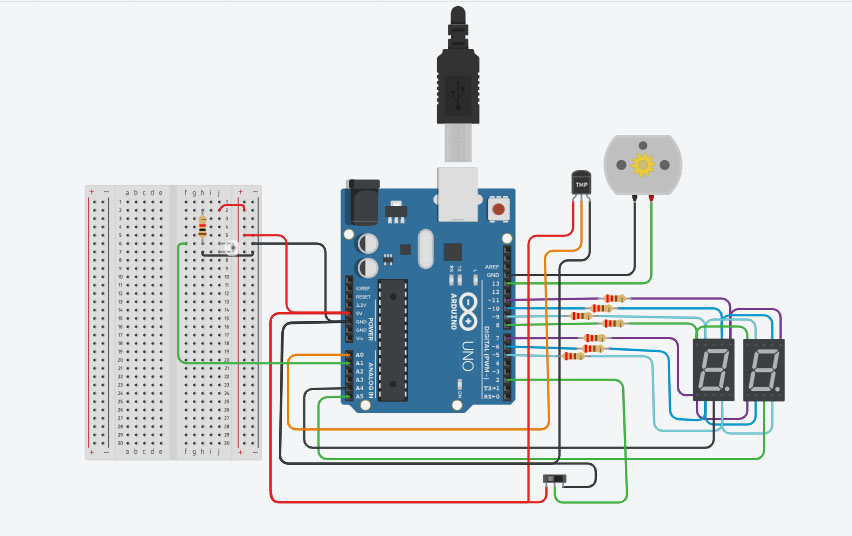 TMP
+ -
a b c d e
f g h i j
+ -
1
2
3
4
5
6
7
8
9
10
11
12
13
14
15
16
17
18
19
20
21
22
23
24
25
26
27
28
29
30
+ -
a b c d e
f g h i j
+ -
IOREF
RESET
3.3V
5V
GND
GND
Vin
POWER
A0
A1
A2
A3
A4
A5
ANALOG IN
RX
TX
L
ARDUINO
UNO
ON
AREF
GND
13
12
~11
~10
~9
8
7
~6
~5
4
~3
2
TX→1
RX←0
DIGITAL (PWM ~)